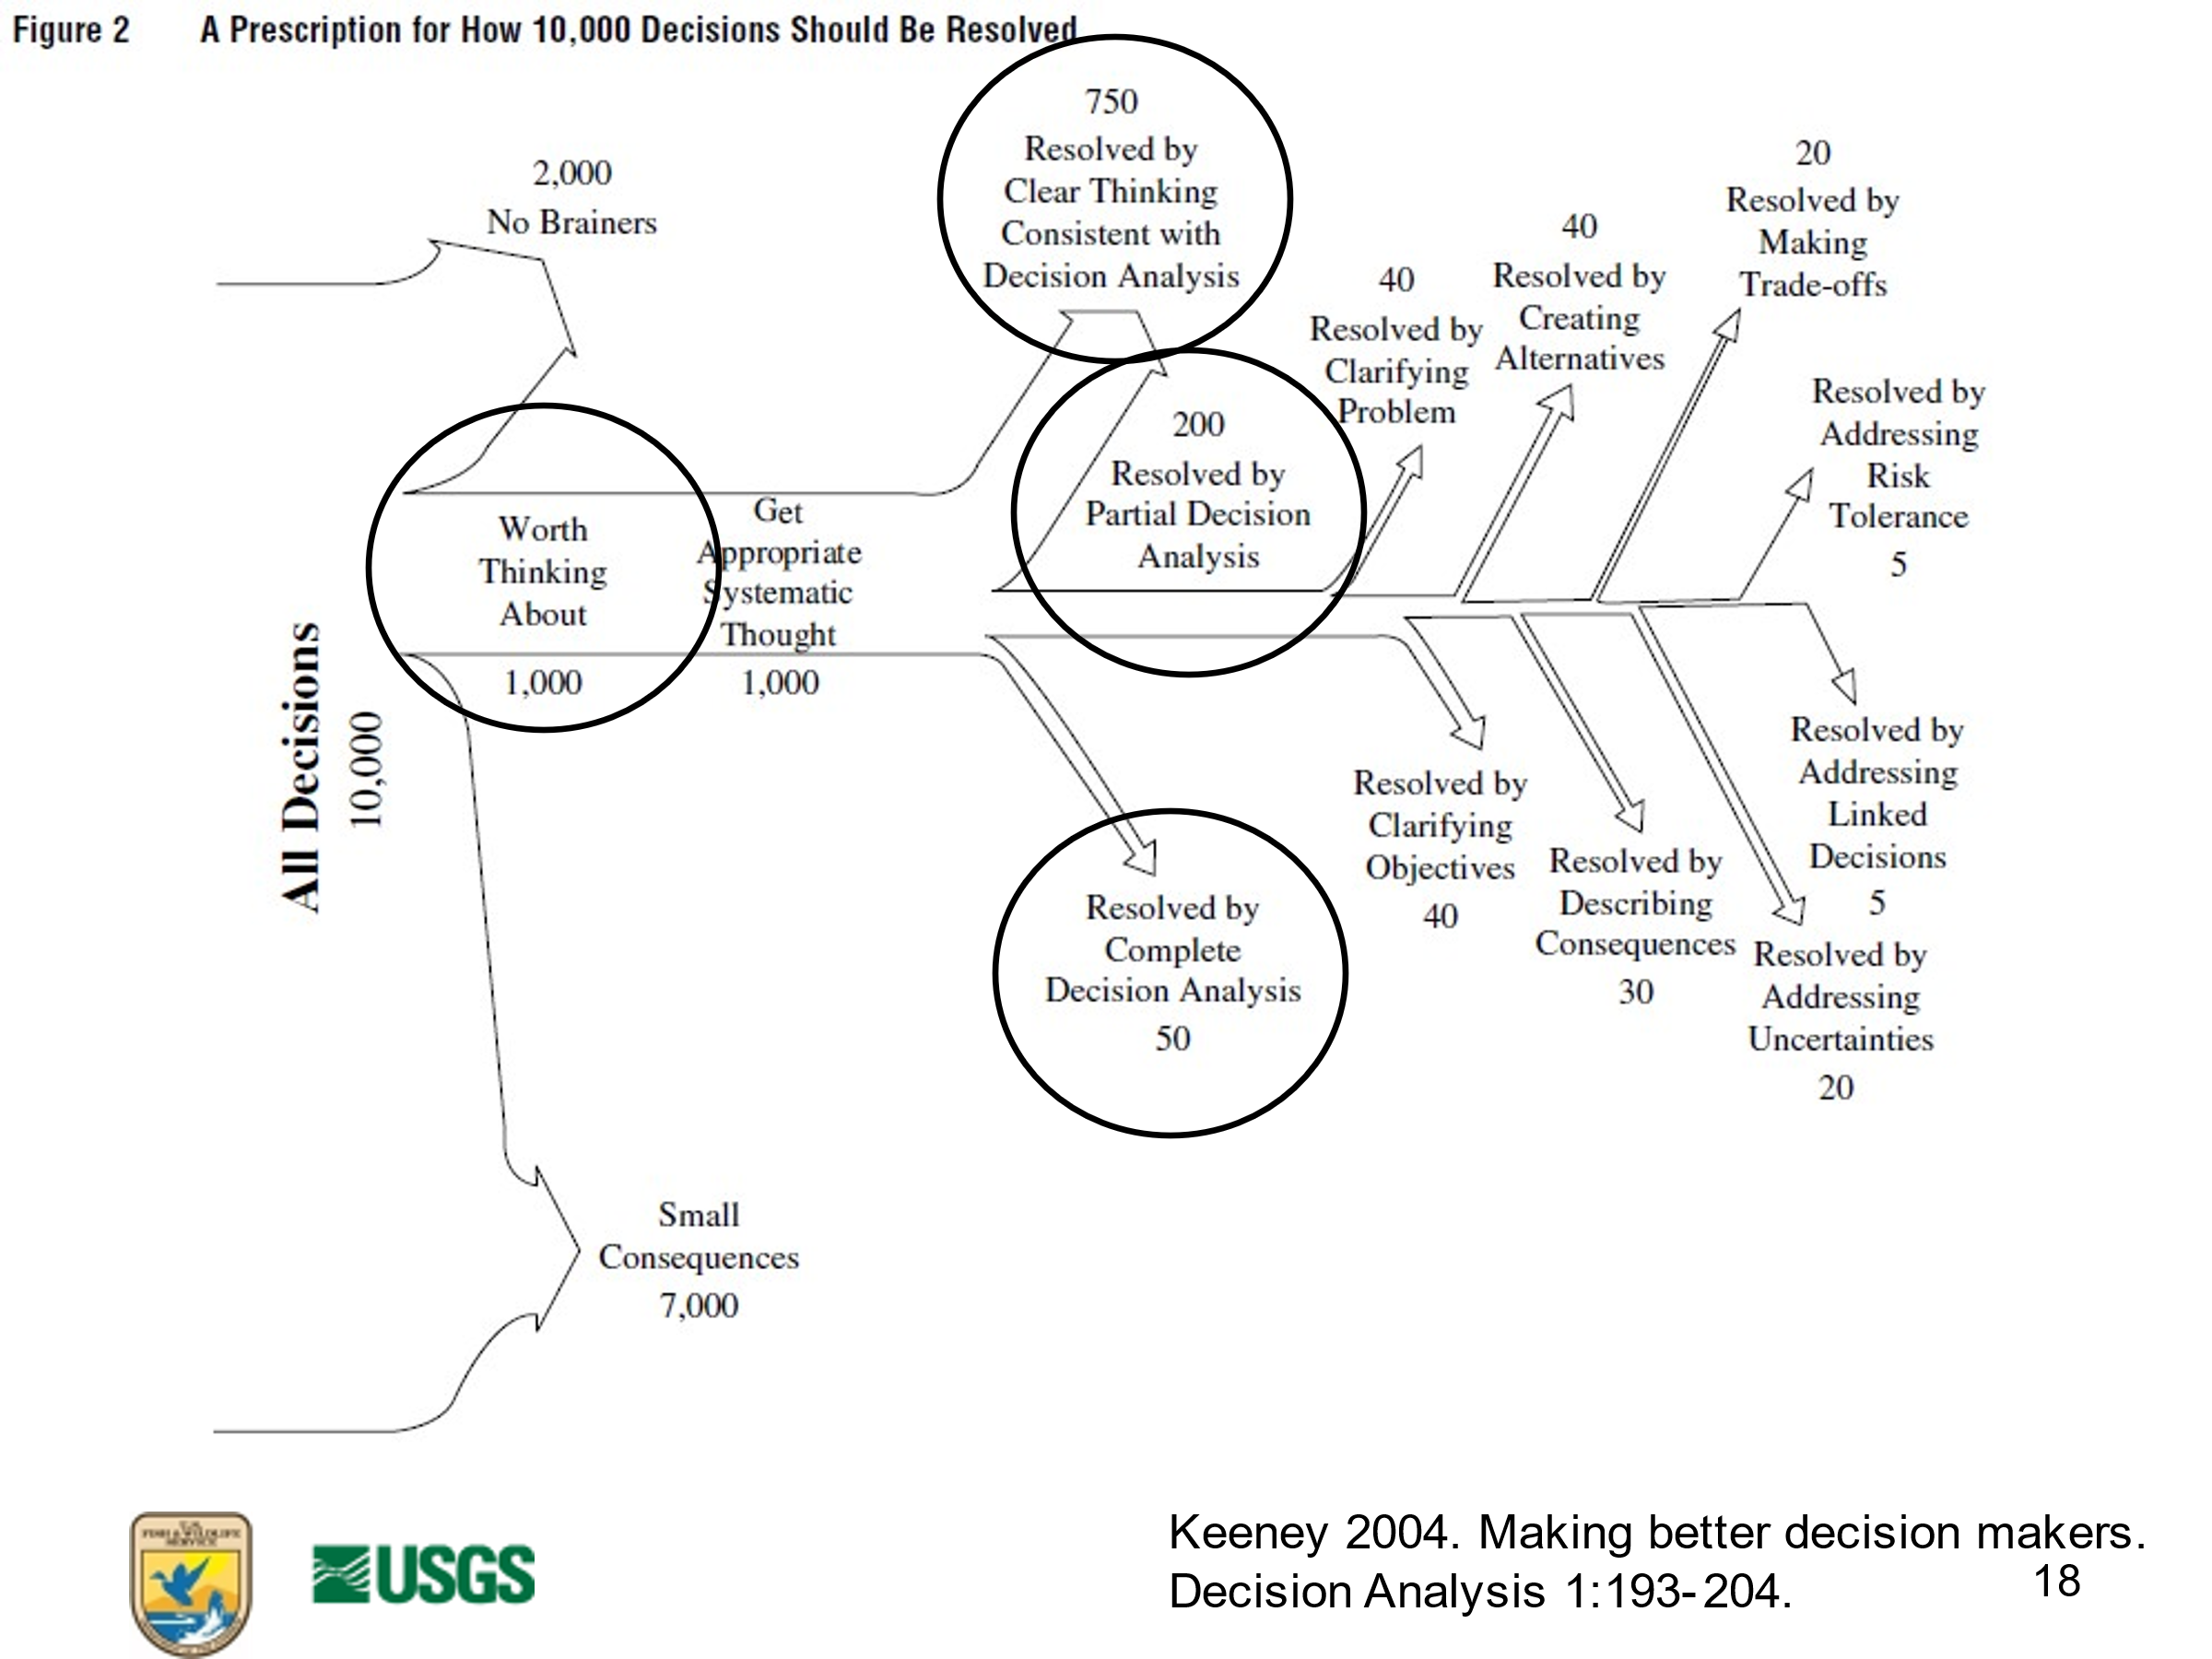 Figure 2 A Prescription for How 10,000 Decisions Should Be Resolved
750
Resolved by
Clear Thinking
Consistent with
Decision Analysis
2,000
No Brainers
20
Resolved by
Making
Trade-offs
40
Resolved by
Creating
Alternatives
40
Resolved by
Clarifying
Problem
Resolved by
Addressing
Risk
Tolerance
5
200
Resolved by
Partial Decision
Analysis
Worth
Thinking
About
1,000
Get
Appropriate
Systematic
Thought
1,000
All Decisions
10,000
Resolved by
Addressing
Linked
Decisions
5
Resolved by
Clarifying
Objectives
40
Resolved by
Describing
Consequences
30
Resolved by
Addressing
Uncertainties
20
Resolved by
Complete
Decision Analysis
50
Small
Consequences
7,000
U.S.
FISH & WILDLIFE
SERVICE
USGS
Keeney 2004. Making better decision makers.
Decision Analysis 1:193-204.
18